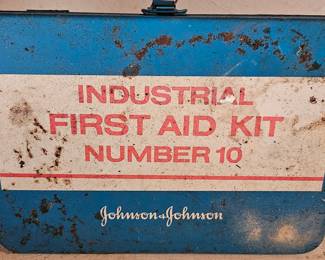 INDUSTRIAL
FIRST AID KIT
NUMBER 10
Johnson & Johnson